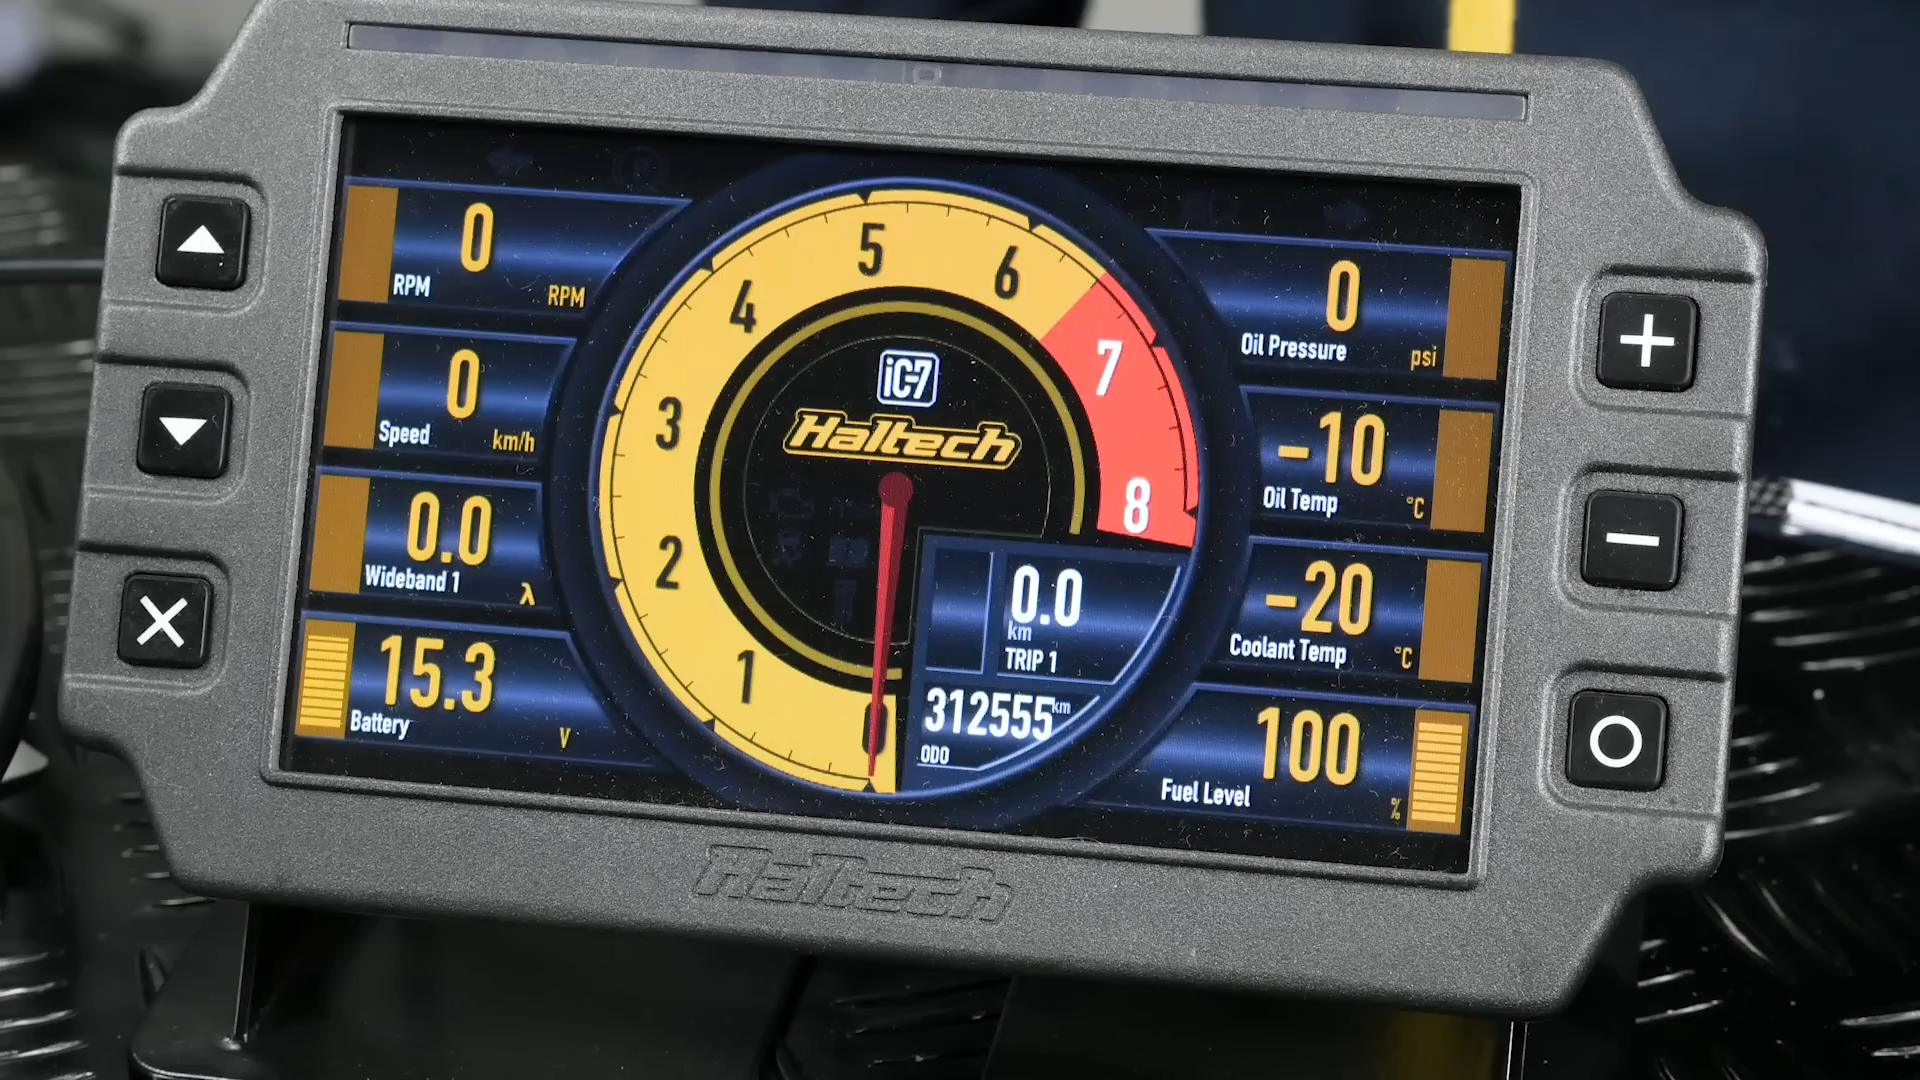 0
RPM
RPM
0
Speed
km/h
0.0
Wideband 1
λ
15.3
Battery
V
0
1
2
3
4
5
6
7
8
iC-7
Haltech
0.0
km
TRIP 1
312555 km
ODO
0
Oil Pressure
psi
-10
Oil Temp
°C
-20
Coolant Temp
°C
100
Fuel Level
%
Haltech